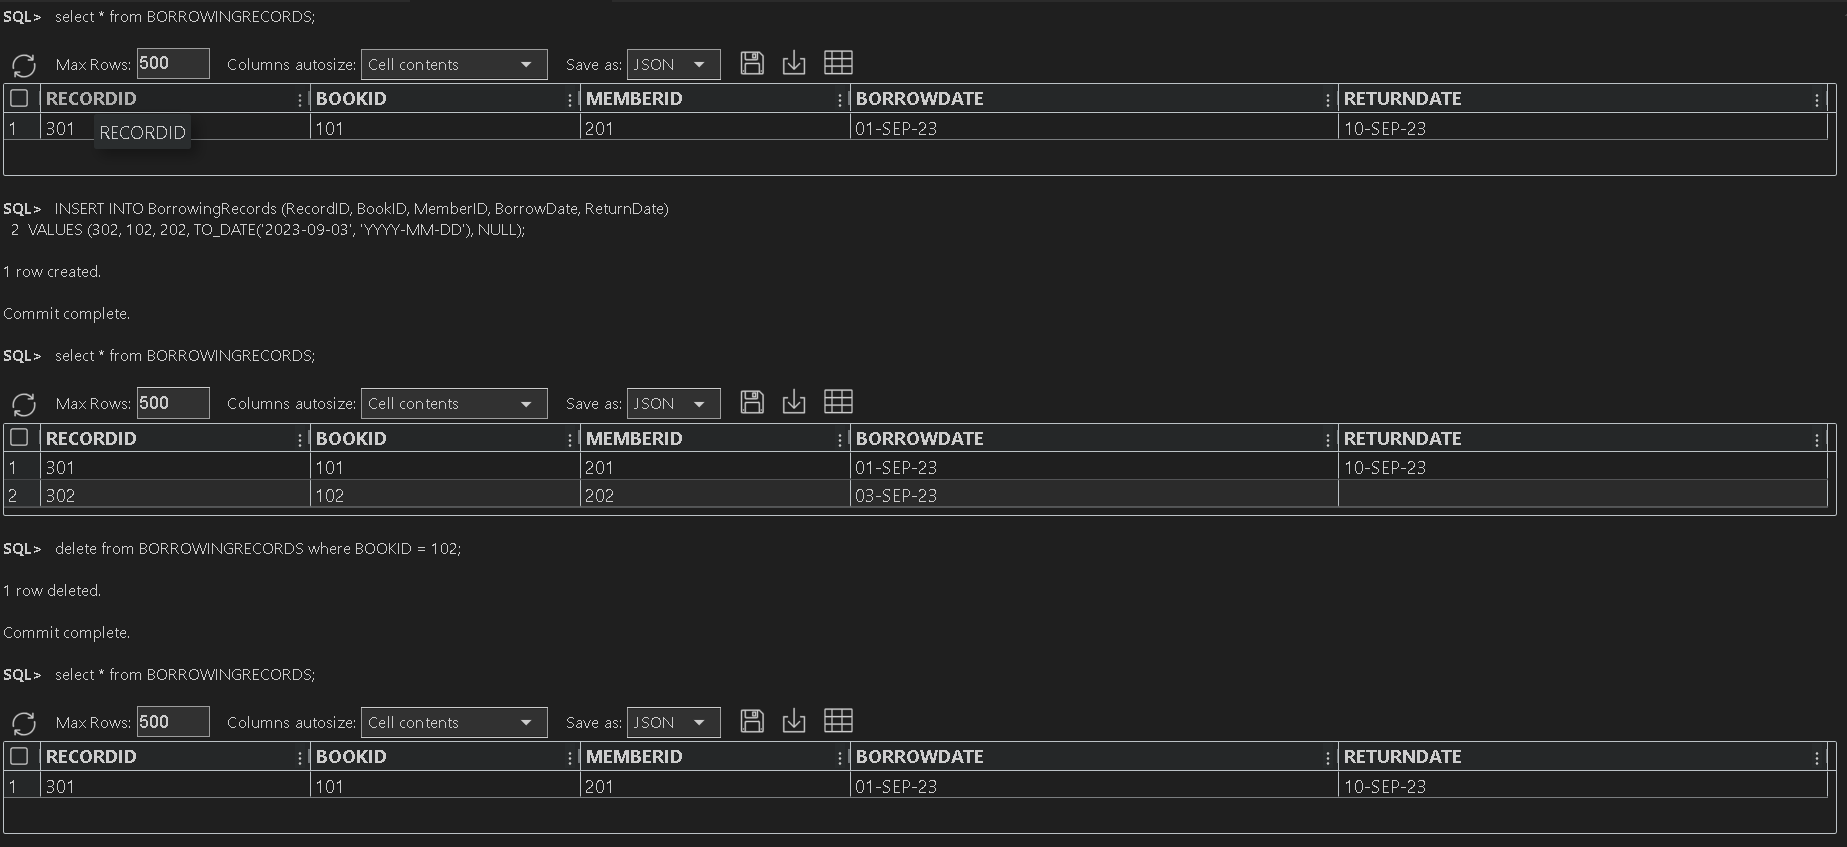 SQL> select * from BORROWINGRECORDS;
Max Rows: 500 Columns autosize: Cell contents Save as: JSON
RECORDID BOOKID MEMBERID BORROWDATE RETURNDATE
1 301 101 201 01-SEP-23 10-SEP-23
RECORDID
SQL> INSERT INTO BorrowingRecords (RecordID, BookID, MemberID, BorrowDate, ReturnDate)
2 VALUES (302, 102, 202, TO_DATE('2023-09-03', 'YYYY-MM-DD'), NULL);
1 row created.
Commit complete.
SQL> select * from BORROWINGRECORDS;
Max Rows: 500 Columns autosize: Cell contents Save as: JSON
RECORDID BOOKID MEMBERID BORROWDATE RETURNDATE
1 301 101 201 01-SEP-23 10-SEP-23
2 302 102 202 03-SEP-23
SQL> delete from BORROWINGRECORDS where BOOKID = 102;
1 row deleted.
Commit complete.
SQL> select * from BORROWINGRECORDS;
Max Rows: 500 Columns autosize: Cell contents Save as: JSON
RECORDID BOOKID MEMBERID BORROWDATE RETURNDATE
1 301 101 201 01-SEP-23 10-SEP-23